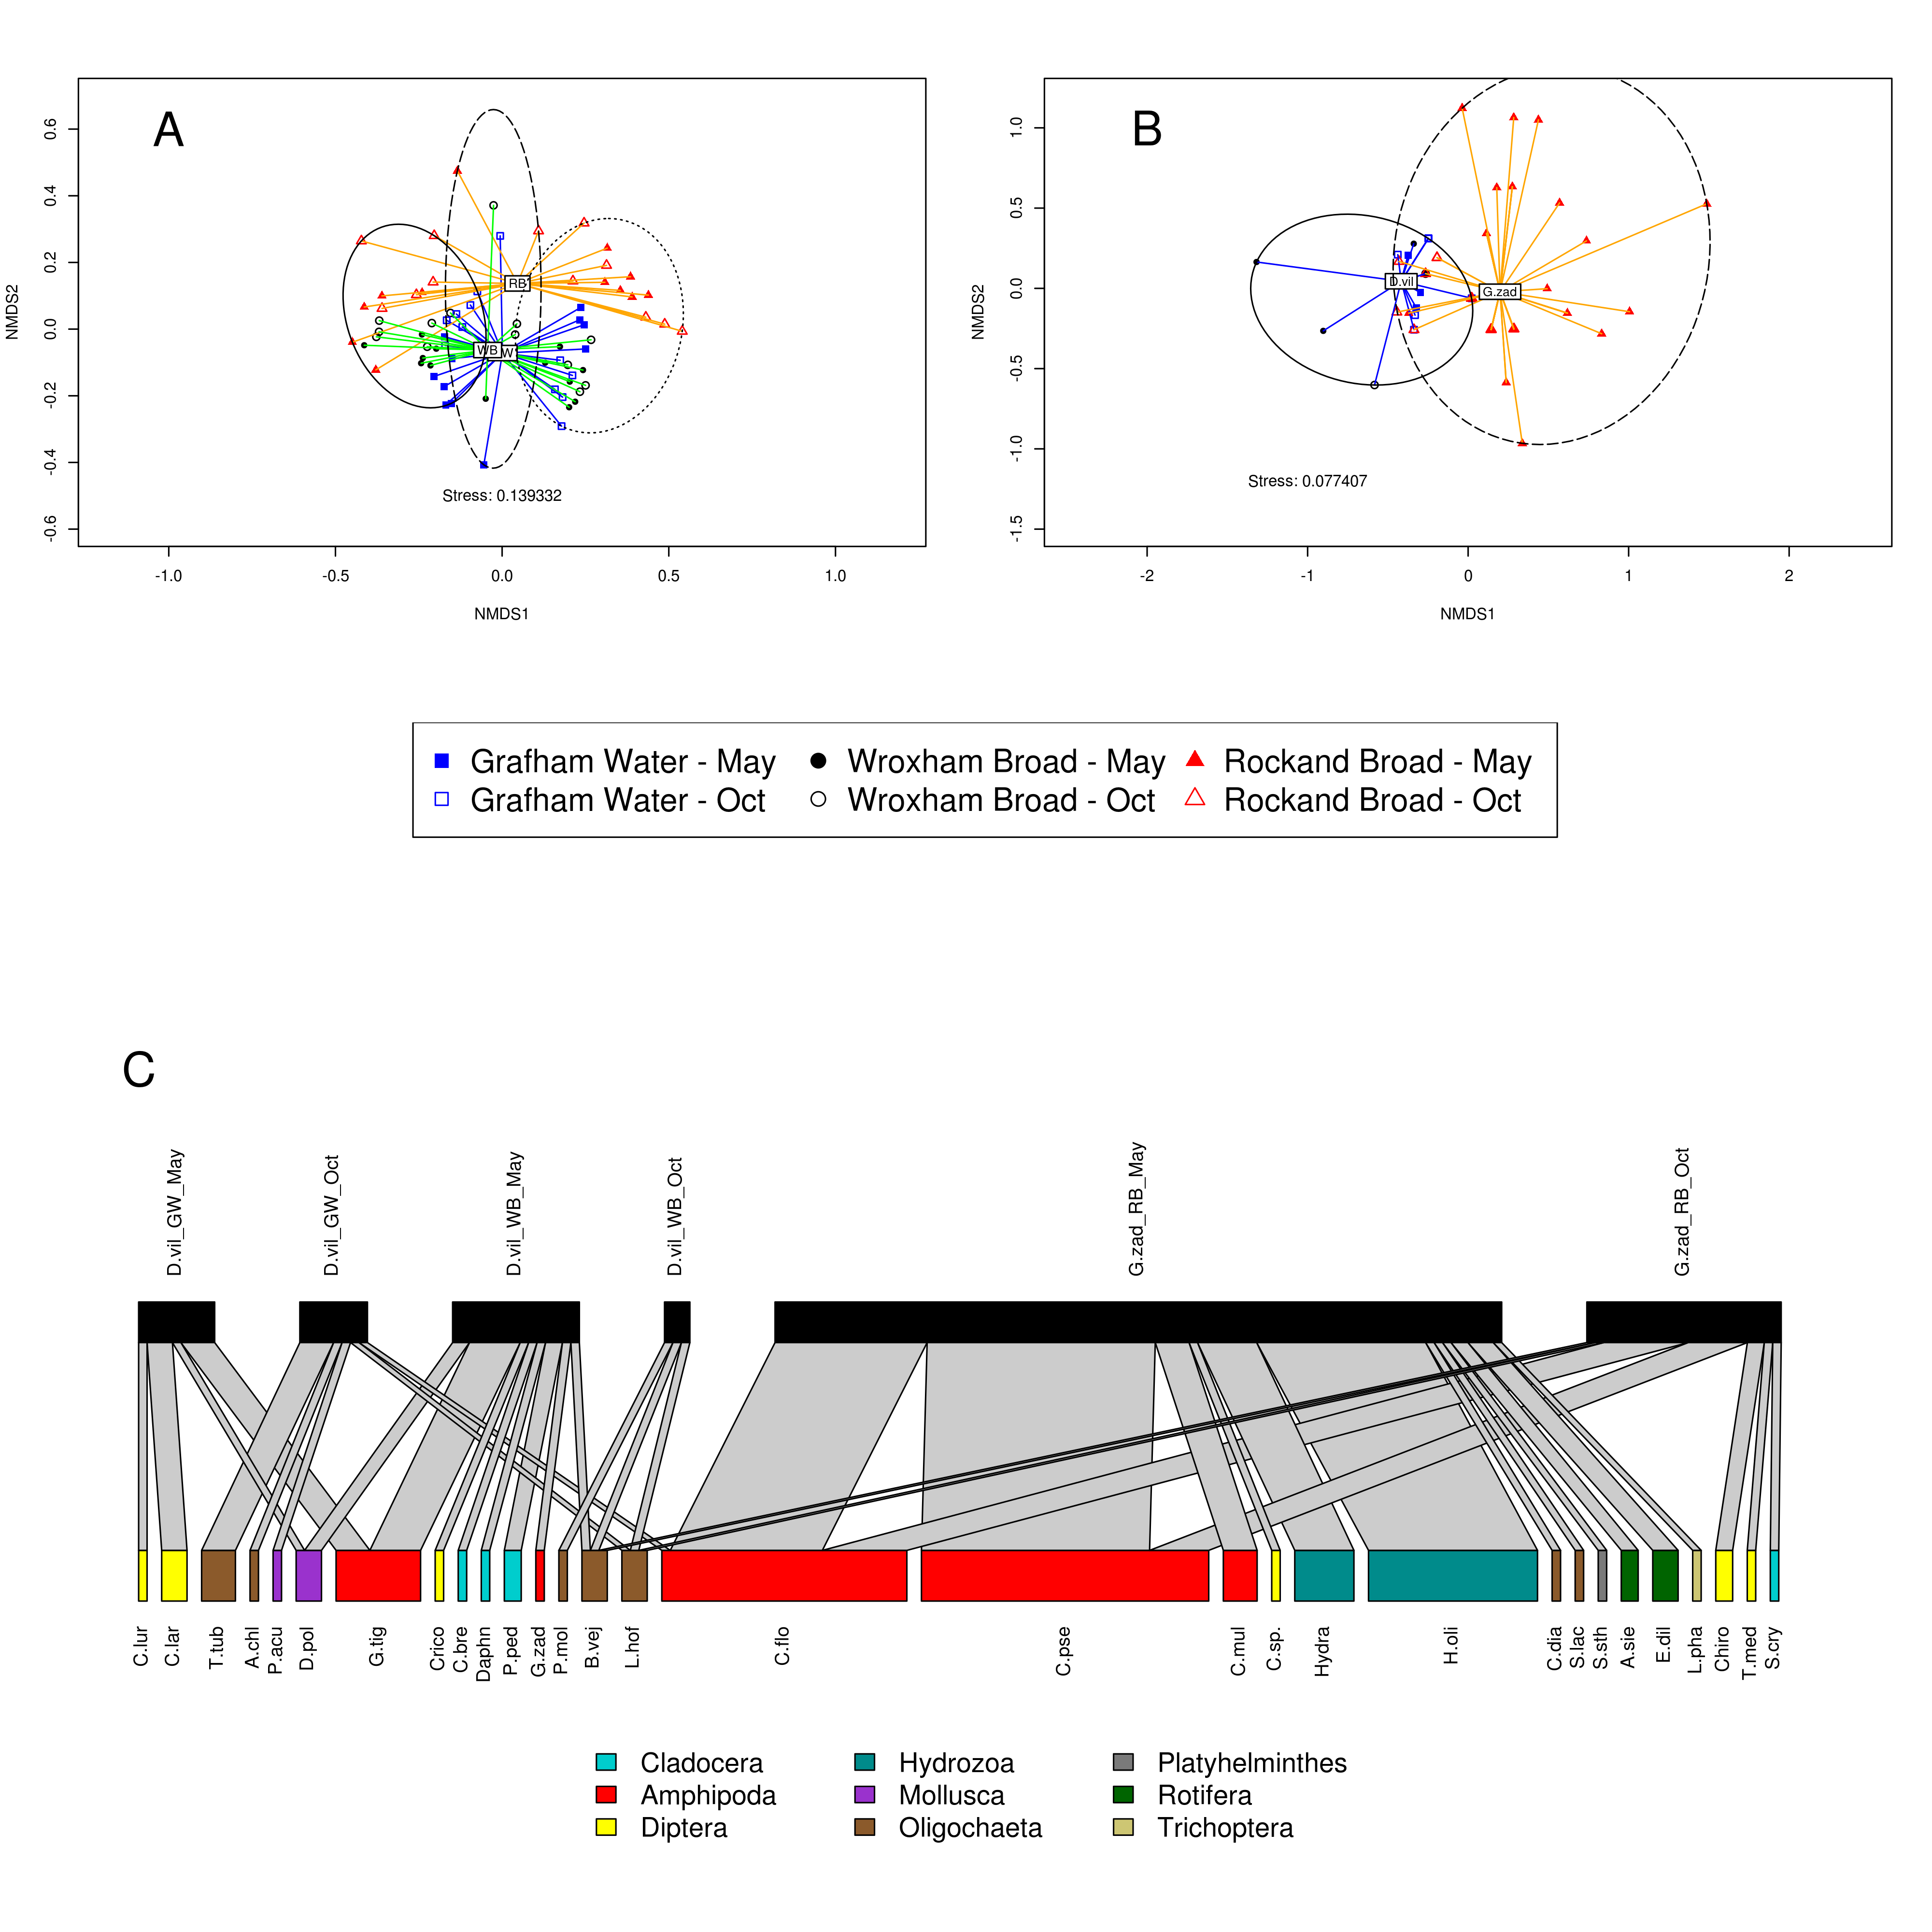 A
B
0.6
0.4
0.2
0.0
-0.2
-0.4
-0.6
NMDS2
RB
WB
W
Stress: 0.139332
-1.0 -0.5 0.0 0.5 1.0
NMDS1
1.0
0.5
0.0
-0.5
-1.0
-1.5
NMDS2
D.vil
G.zad
Stress: 0.077407
-2 -1 0 1 2
NMDS1
Grafham Water - May Wroxham Broad - May Rockand Broad - May
Grafham Water - Oct Wroxham Broad - Oct Rockand Broad - Oct
C
D.vil_GW_May
D.vil_GW_Oct
D.vil_WB_May
D.vil_WB_Oct
G.zad_RB_May
G.zad_RB_Oct
C.lur
C.lar
T.tub
A.chl
P.acu
D.pol
G.tig
Crico
C.bre
Daphn
P.ped
G.zad
P.mol
B.vej
L.hof
C.flo
C.pse
C.mul
C.sp.
Hydra
H.oli
C.dia
S.lac
S.sth
A.sie
E.dil
L.pha
Chiro
T.med
S.cry
Cladocera Hydrozoa Platyhelminthes
Amphipoda Mollusca Rotifera
Diptera Oligochaeta Trichoptera